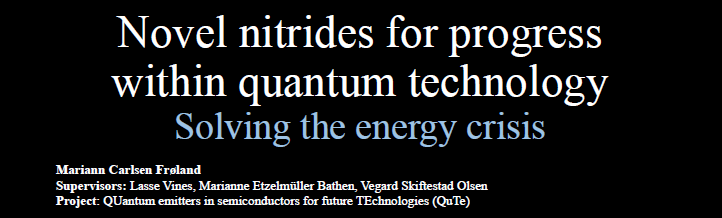 Novel nitrides for progress
within quantum technology
Solving the energy crisis
Mariann Carlsen Frøland
Supervisors: Lasse Vines, Marianne Etzelmüller Bathen, Vegard Skiftestad Olsen
Project: QUantum emitters in semiconductors for future TEchnologies (QuTe)